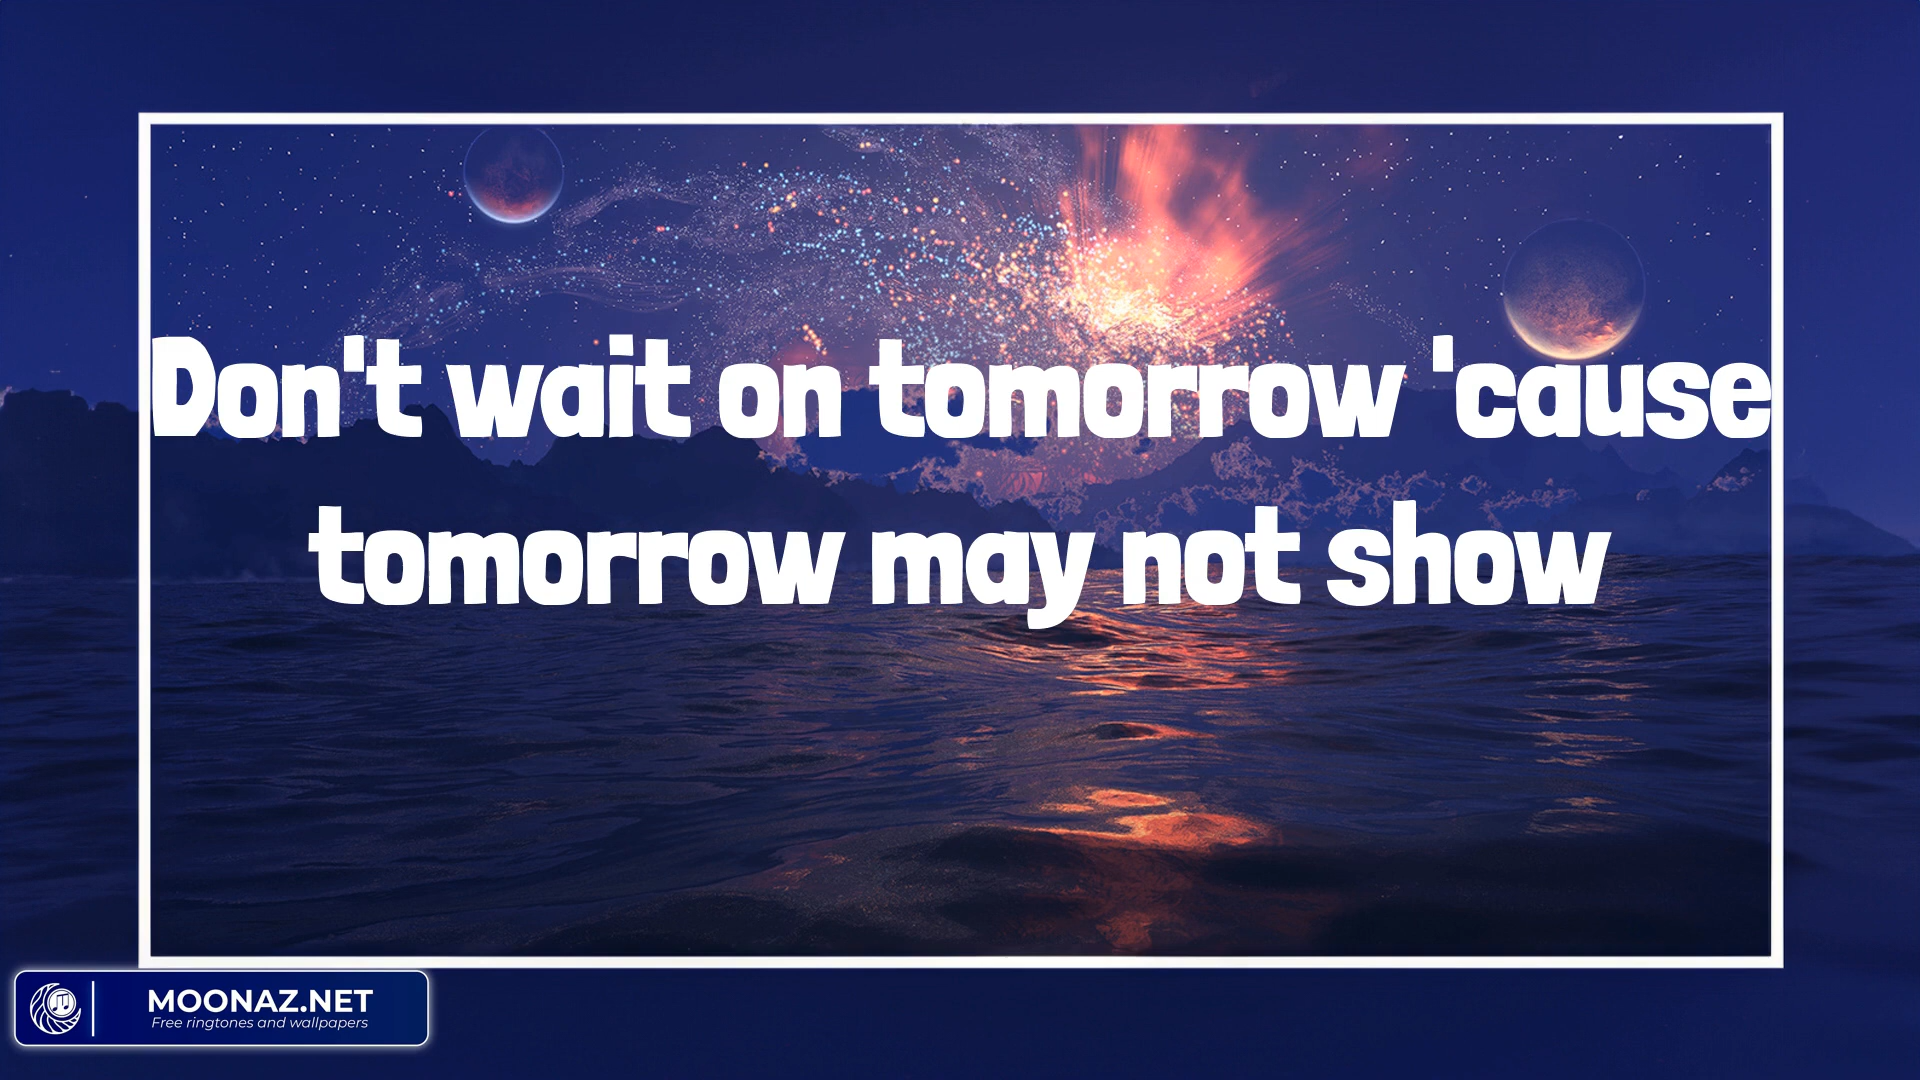 Don't wait on tomorrow 'cause
tomorrow may not show
MOONAZ.NET
Free ringtones and wallpapers